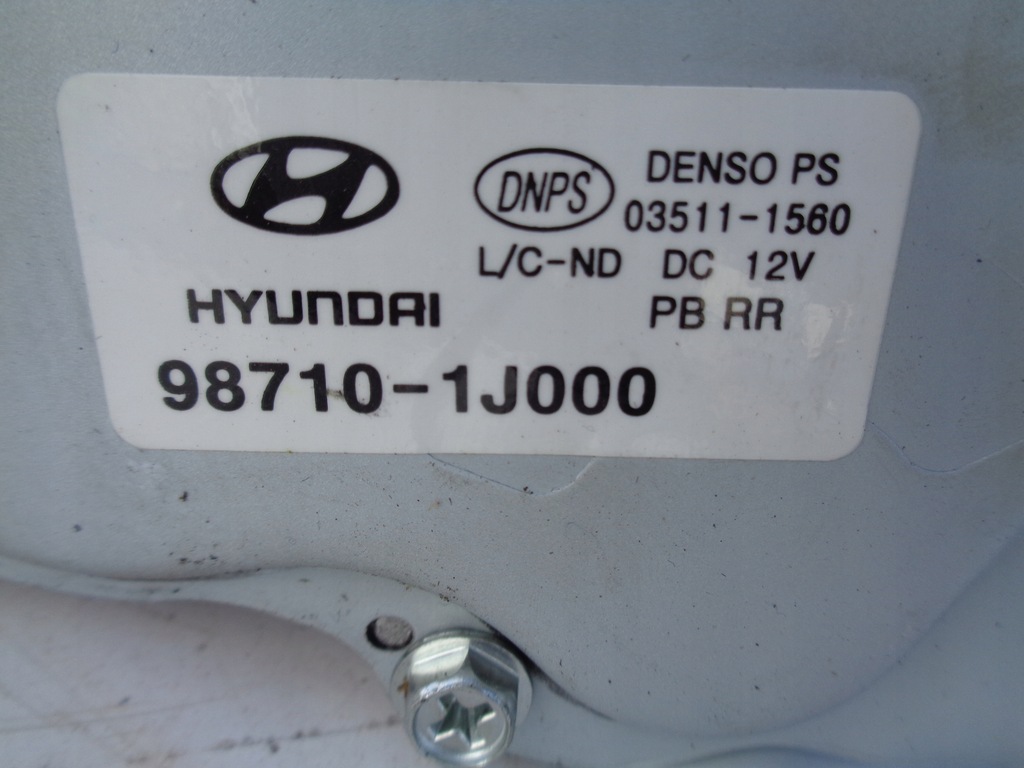 HYUNDAI
98710-1J000
DNPS
DENSO PS
03511-1560
L/C-ND DC 12V
PB RR